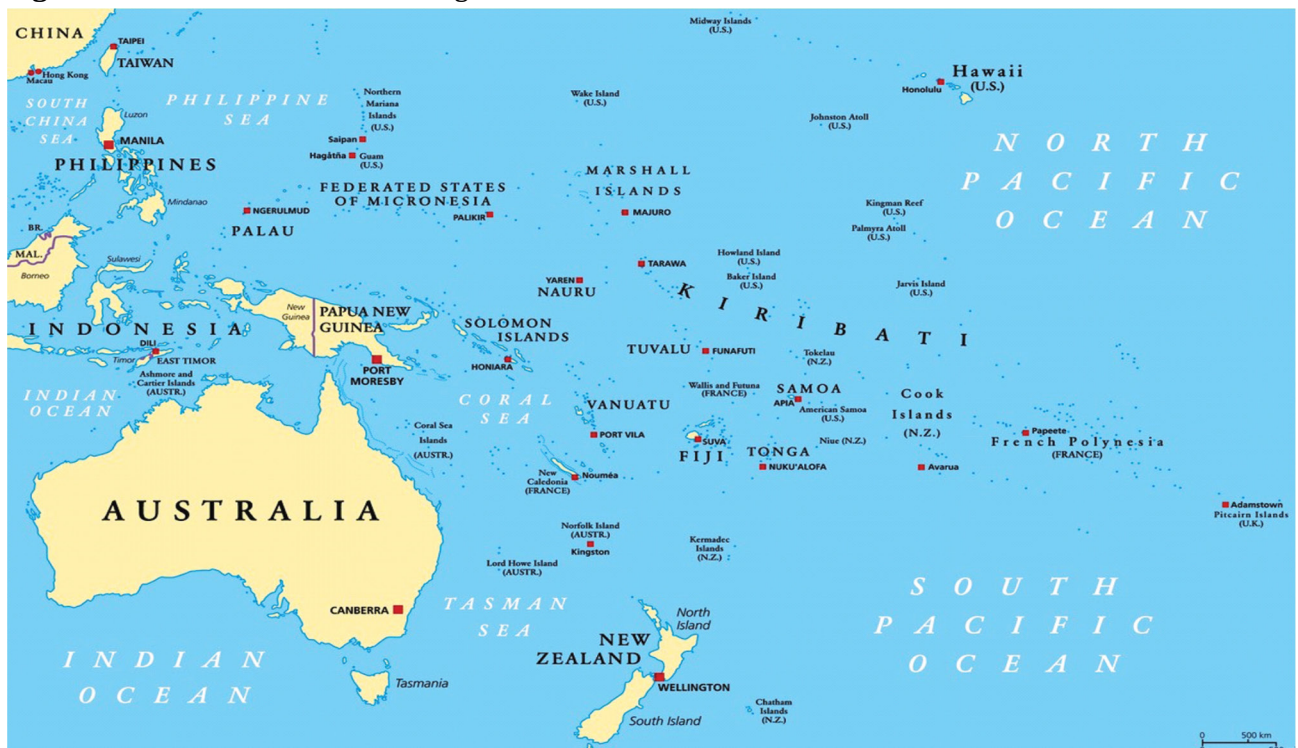 CHINA
TAIPEI
TAIWAN
Hong Kong
Macau
SOUTH
CHINA
SEA
PHILIPPINE
SEA
Luzon
MANILA
PHILIPPINES
Mindanao
Northern
Mariana
Islands
(U.S.)
Saipan
Hagåtña
Guam
(U.S.)
Midway Islands
(U.S.)
Wake Island
(U.S.)
Hawaii
(U.S.)
Honolulu
Johnston Atoll
(U.S.)
NORTH
PACIFIC
OCEAN
MARSHALL
ISLANDS
MAJURO
FEDERATED STATES
OF MICRONESIA
PALIKIR
NGERULMUD
PALAU
Kingman Reef
(U.S.)
Palmyra Atoll
(U.S.)
BR.
MAL.
Borneo
Sulawesi
INDONESIA
DILI
Timor
EAST TIMOR
New
Guinea
PAPUA NEW
GUINEA
PORT
MORESBY
TARAWA
YAREN
NAURU
Howland Island
(U.S.)
Baker Island
(U.S.)
Jarvis Island
(U.S.)
KIRIBATI
SOLOMON
ISLANDS
HONIARA
TUVALU
FUNAFUTI
Tokelau
(N.Z.)
Ashmore and
Cartier Islands
(AUSTR.)
INDIAN
OCEAN
CORAL
SEA
Coral Sea
Islands
(AUSTR.)
VANUATU
PORT VILA
Wallis and Futuna
(FRANCE)
SAMOA
APIA
American Samoa
(U.S.)
Cook
Islands
(N.Z.)
SUVA
FIJI
TONGA
NUKU'ALOFA
Niue (N.Z.)
Avarua
Papeete
French Polynesia
(FRANCE)
New
Caledonia
(FRANCE)
Nouméa
AUSTRALIA
Adamstown
Pitcairn Islands
(U.K.)
Norfolk Island
(AUSTR.)
Kingston
Kermadec
Islands
(N.Z.)
Lord Howe Island
(AUSTR.)
CANBERRA
TASMAN
SEA
SOUTH
PACIFIC
OCEAN
INDIAN
OCEAN
Tasmania
NEW
ZEALAND
North
Island
WELLINGTON
South Island
Chatham
Islands
(N.Z.)
0 500 km